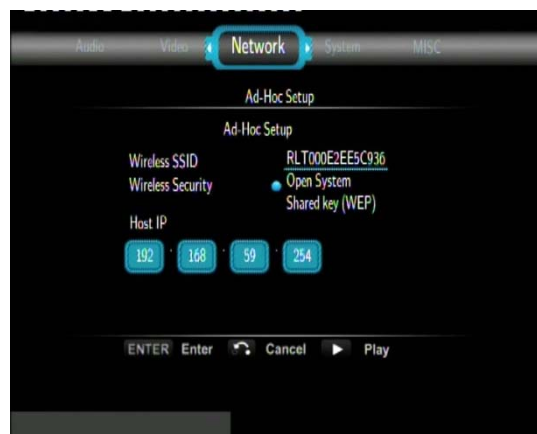 Audio Video Network System MISC
Ad-Hoc Setup
Ad-Hoc Setup
Wireless SSID RLT000E2EE5C936
Wireless Security Open System
Shared key (WEP)
Host IP
192 . 168 . 59 . 254
ENTER Enter Cancel Play